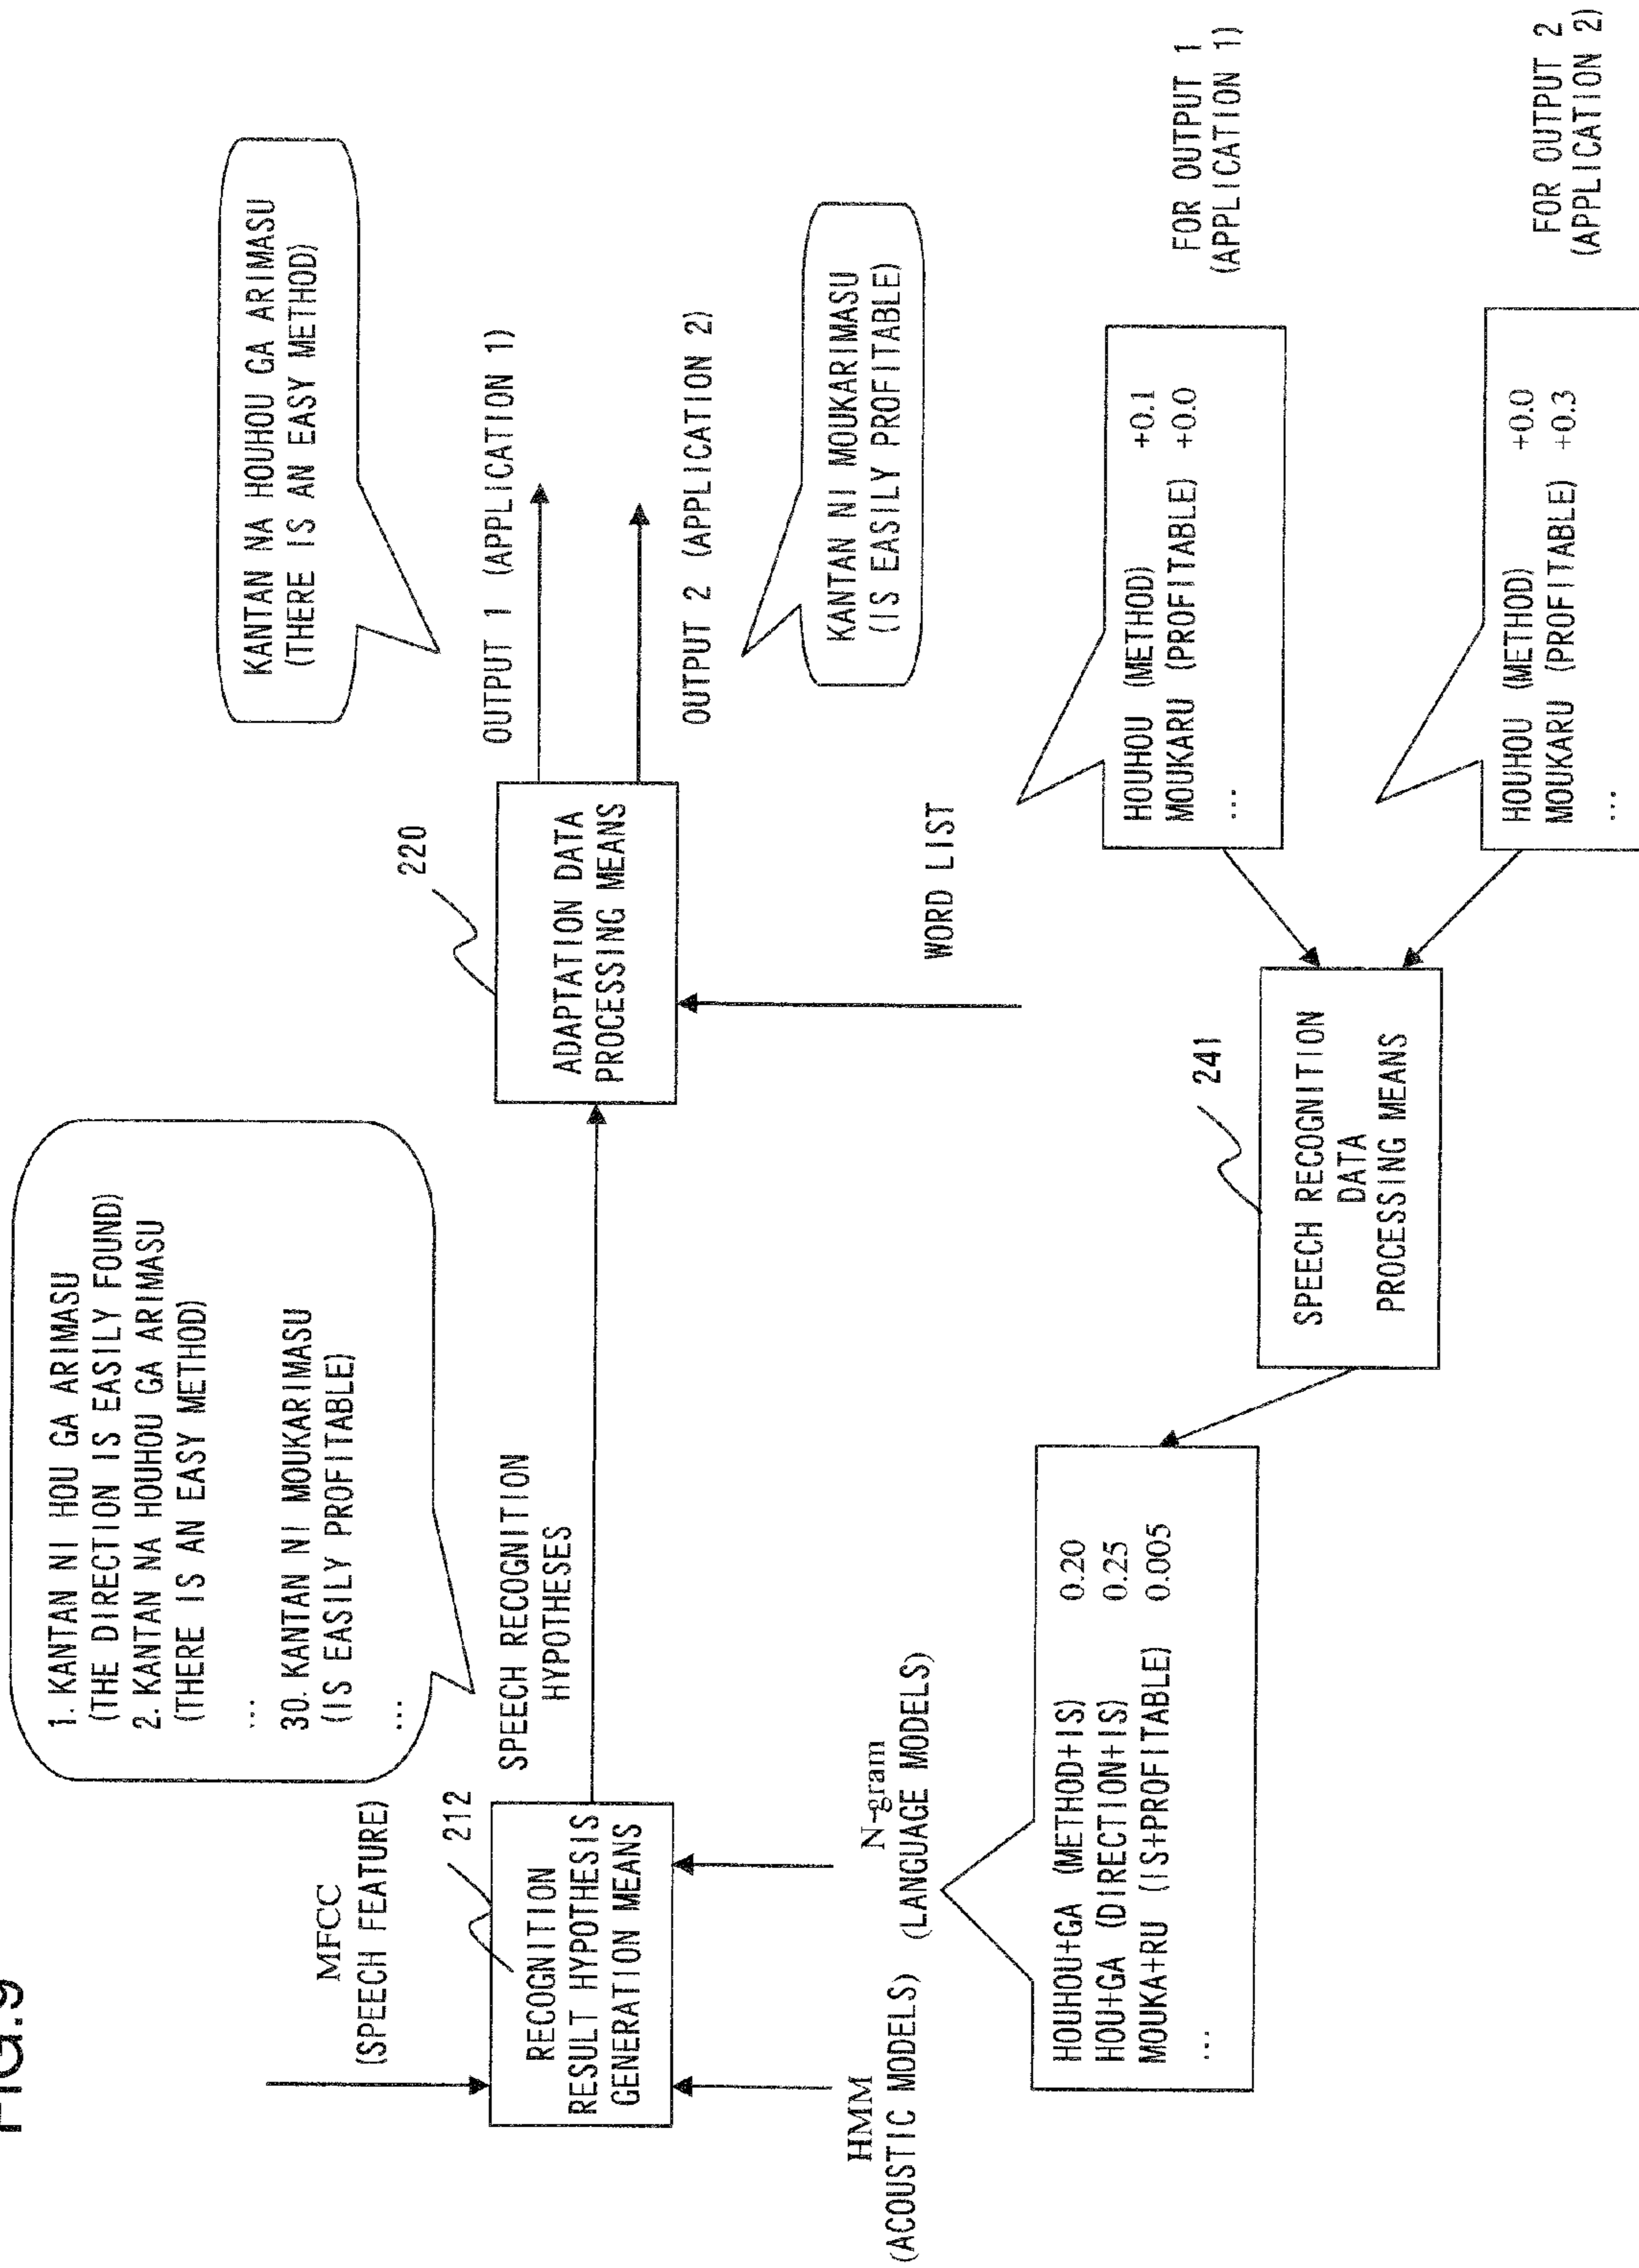 FIG.9
MFCC
(SPEECH FEATURE)
212
RECOGNITION
RESULT HYPOTHESIS
GENERATION MEANS
HMM
(ACOUSTIC MODELS)
N-gram
(LANGUAGE MODELS)
1. KANTAN NI HOU GA ARIMASU
(THE DIRECTION IS EASILY FOUND)
2. KANTAN NA HOUHOU GA ARIMASU
(THERE IS AN EASY METHOD)
...
30. KANTAN NI MOUKARIMASU
(IS EASILY PROFITABLE)
...
SPEECH RECOGNITION
HYPOTHESES
220
ADAPTATION DATA
PROCESSING MEANS
WORD LIST
KANTAN NA HOUHOU GA ARIMASU
(THERE IS AN EASY METHOD)
OUTPUT 1 (APPLICATION 1)
OUTPUT 2 (APPLICATION 2)
KANTAN NI MOUKARIMASU
(IS EASILY PROFITABLE)
HOUHOU+GA (METHOD+IS) 0.20
HOU+GA (DIRECTION+IS) 0.25
MOUKA+RU (IS+PROFITABLE) 0.005
...
241
SPEECH RECOGNITION
DATA
PROCESSING MEANS
HOUHOU (METHOD) +0.1
MOUKARU (PROFITABLE) +0.0
...
FOR OUTPUT 1
(APPLICATION 1)
HOUHOU (METHOD) +0.0
MOUKARU (PROFITABLE) +0.3
...
FOR OUTPUT 2
(APPLICATION 2)